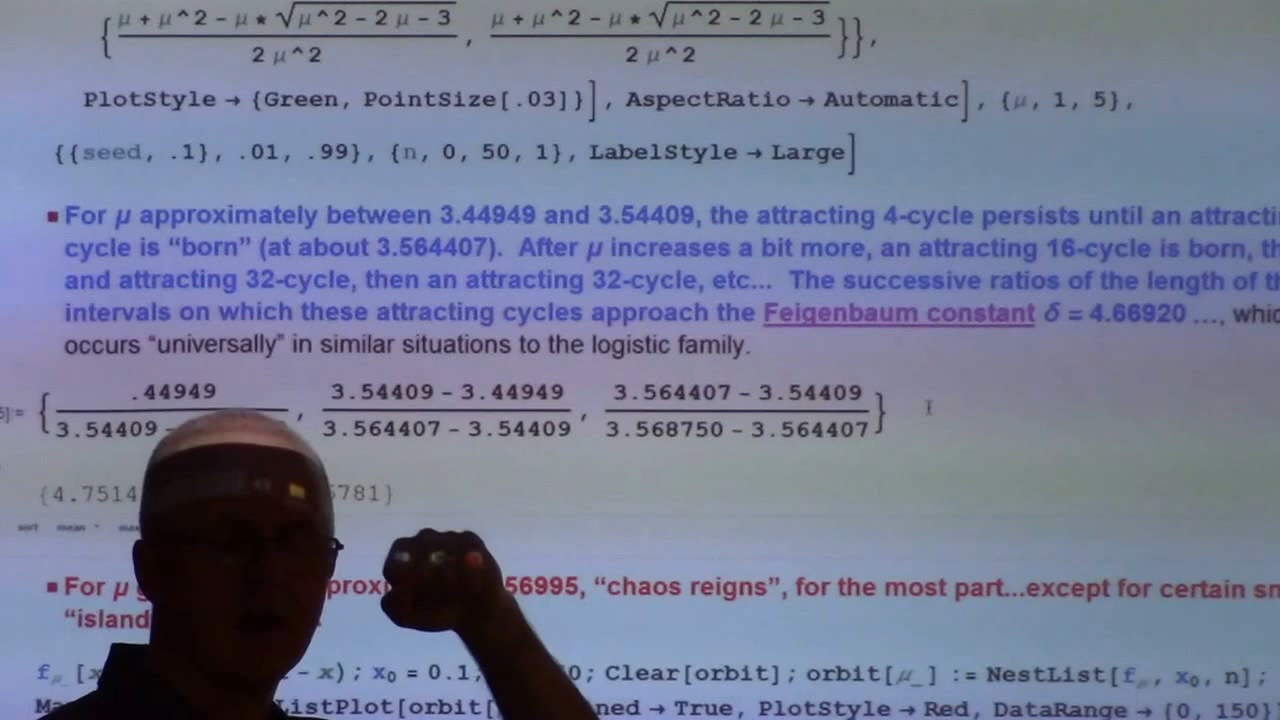 { μ + μ^2 − μ * √μ^2 − 2 μ − 3 / 2 μ^2 , μ + μ^2 − μ * √μ^2 − 2 μ − 3 / 2 μ^2 }},
PlotStyle → {Green, PointSize[.03]}], AspectRatio → Automatic], {μ, 1, 5},
{{seed, .1}, .01, .99}, {n, 0, 50, 1}, LabelStyle → Large]
▪ For μ approximately between 3.44949 and 3.54409, the attracting 4-cycle persists until an attracti
cycle is “born” (at about 3.564407). After μ increases a bit more, an attracting 16-cycle is born, th
and attracting 32-cycle, then an attracting 32-cycle, etc... The successive ratios of the length of th
intervals on which these attracting cycles approach the Feigenbaum constant δ = 4.66920 ..., whic
occurs “universally” in similar situations to the logistic family.
{ .44949 / 3.54409 − , 3.54409 − 3.44949 / 3.564407 − 3.54409 , 3.564407 − 3.54409 / 3.568750 − 3.564407 }
{4.7514 5781}
sort mean
▪ For μ g proxi 56995, “chaos reigns”, for the most part...except for certain sm
“island
fμ_[x − x); x0 = 0.1, 0; Clear[orbit]; orbit[μ_] := NestList[fμ, x0, n];
Ma ListPlot[orbit[ ned → True, PlotStyle → Red, DataRange → {0, 150}